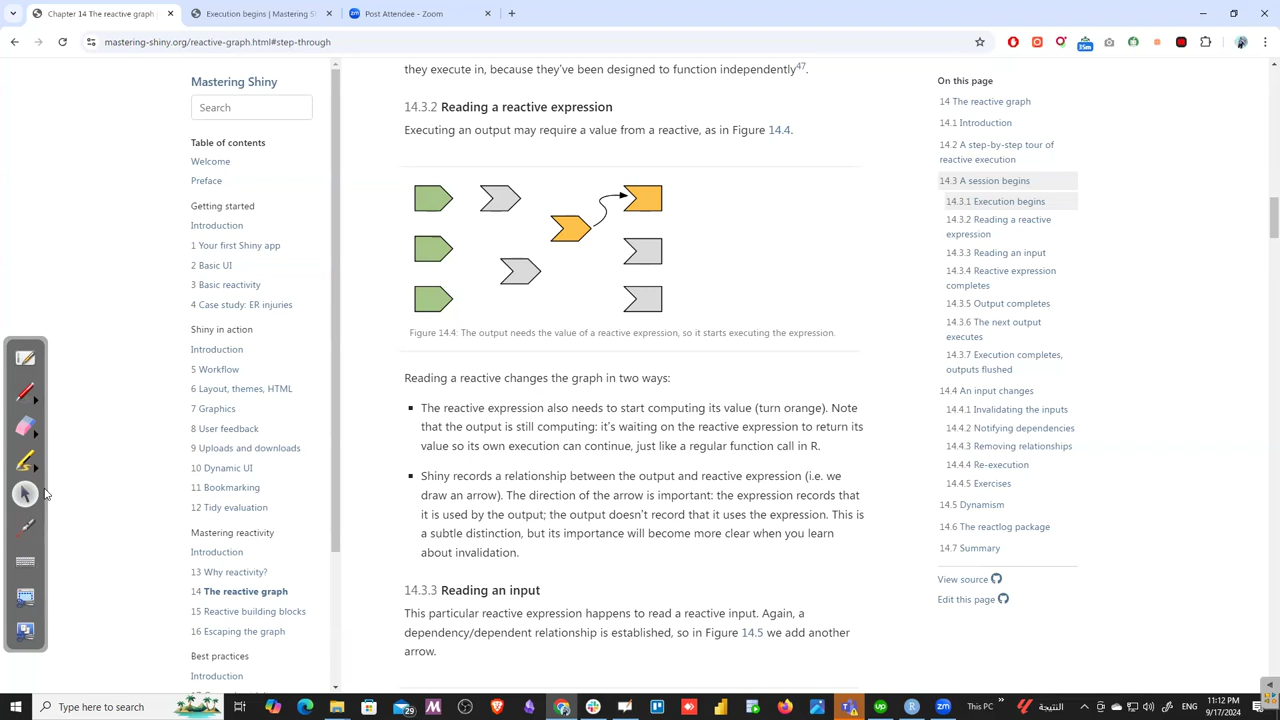 Chapter 14 The reactive graph
Execution begins | Mastering S
Post Attendee - Zoom
mastering-shiny.org/reactive-graph.html#step-through
35m
Mastering Shiny
Search
Table of contents
Welcome
Preface
Getting started
Introduction
1 Your first Shiny app
2 Basic UI
3 Basic reactivity
4 Case study: ER injuries
Shiny in action
Introduction
5 Workflow
6 Layout, themes, HTML
7 Graphics
8 User feedback
9 Uploads and downloads
10 Dynamic UI
11 Bookmarking
12 Tidy evaluation
Mastering reactivity
Introduction
13 Why reactivity?
14 The reactive graph
15 Reactive building blocks
16 Escaping the graph
Best practices
Introduction
they execute in, because they've been designed to function independently47.
14.3.2 Reading a reactive expression
Executing an output may require a value from a reactive, as in Figure 14.4.
Figure 14.4: The output needs the value of a reactive expression, so it starts executing the expression.
Reading a reactive changes the graph in two ways:
The reactive expression also needs to start computing its value (turn orange). Note
that the output is still computing: it's waiting on the reactive expression to return its
value so its own execution can continue, just like a regular function call in R.
Shiny records a relationship between the output and reactive expression (i.e. we
draw an arrow). The direction of the arrow is important: the expression records that
it is used by the output; the output doesn't record that it uses the expression. This is
a subtle distinction, but its importance will become more clear when you learn
about invalidation.
14.3.3 Reading an input
This particular reactive expression happens to read a reactive input. Again, a
dependency/dependent relationship is established, so in Figure 14.5 we add another
arrow.
On this page
14 The reactive graph
14.1 Introduction
14.2 A step-by-step tour of
reactive execution
14.3 A session begins
14.3.1 Execution begins
14.3.2 Reading a reactive
expression
14.3.3 Reading an input
14.3.4 Reactive expression
completes
14.3.5 Output completes
14.3.6 The next output
executes
14.3.7 Execution completes,
outputs flushed
14.4 An input changes
14.4.1 Invalidating the inputs
14.4.2 Notifying dependencies
14.4.3 Removing relationships
14.4.4 Re-execution
14.4.5 Exercises
14.5 Dynamism
14.6 The reactlog package
14.7 Summary
View source
Edit this page
Type here to search
29
This PC
النتيجة
ENG
11:12 PM
9/17/2024